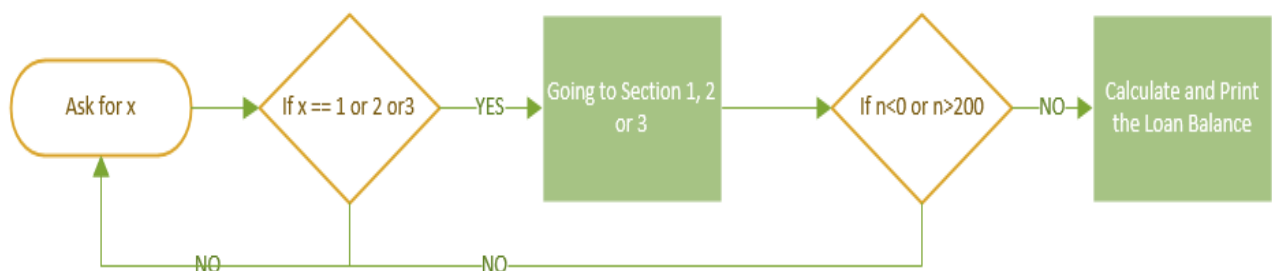 Ask for x
If x == 1 or 2 or3
YES
Going to Section 1, 2
or 3
If n<0 or n>200
NO
Calculate and Print
the Loan Balance
NO
NO